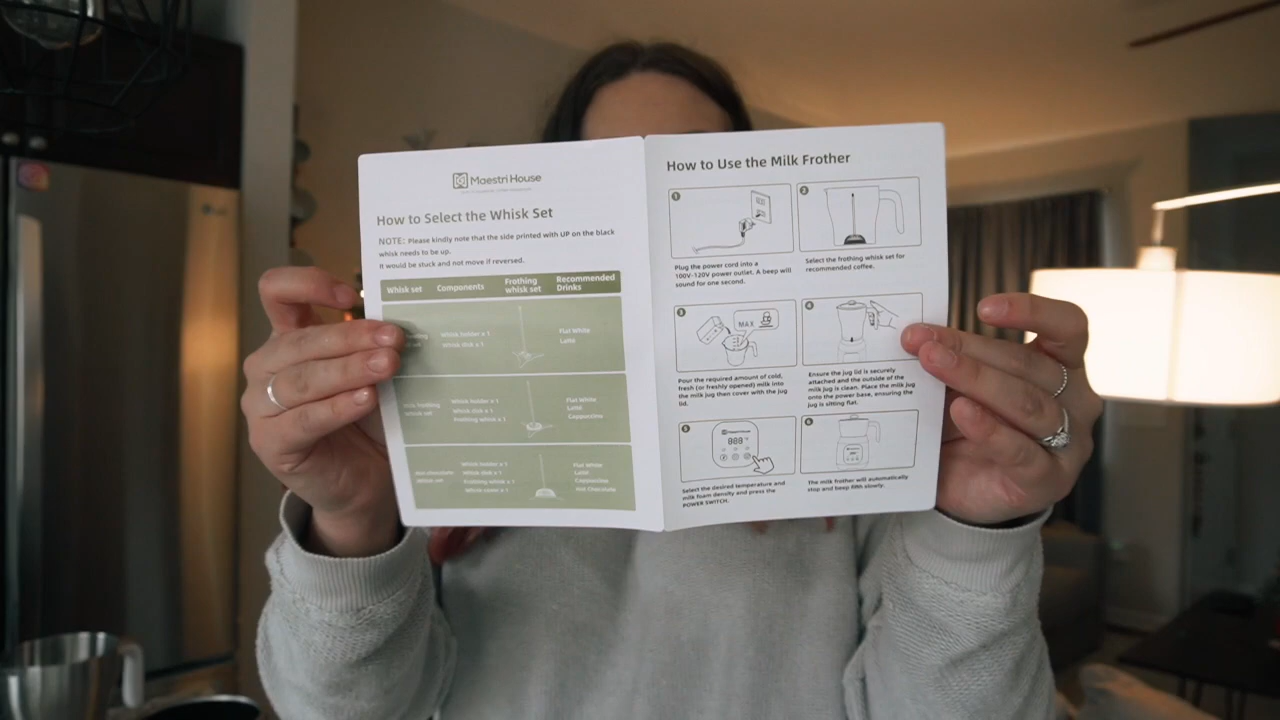 Maestri House
How to Select the Whisk Set
NOTE: Please kindly note that the side printed with UP on the black
whisk needs to be up.
It would be stuck and not move if reversed.
Whisk set Components Frothing whisk set Recommended Drinks
Whisk holder x 1
Whisk disk x 1
Flat White
Latte
Whisk set
Whisk holder x 1
Whisk disk x 1
Frothing whisk x 1
Flat White
Latte
Cappuccino
Hot chocolate
Whisk set
Whisk holder x 1
Whisk disk x 1
Frothing whisk x 1
Whisk cover x 1
Flat White
Latte
Cappuccino
Hot Chocolate
How to Use the Milk Frother
1
Plug the power cord into a
100V-120V power outlet. A beep will
sound for one second.
2
Select the frothing whisk set for
recommended coffee.
3
MAX
Pour the required amount of cold,
fresh (or freshly opened) milk into
the milk jug then cover with the jug
lid.
4
Ensure the jug lid is securely
attached and the outside of the
milk jug is clean. Place the milk jug
onto the power base, ensuring the
jug is sitting flat.
5
Maestri House
888
Select the desired temperature and
milk foam density and press the
POWER SWITCH.
6
The milk frother will automatically
stop and beep fifth slowly.